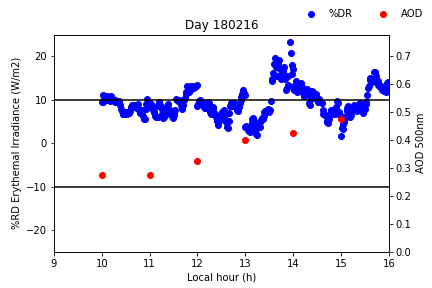 %DR AOD
Day 180216
%RD Erythermal Irradiance (W/m2)
20
10
0
−10
−20
0.7
0.6
0.5
0.4
0.3
0.2
0.1
0.0
AOD 500nm
9 10 11 12 13 14 15 16
Local hour (h)